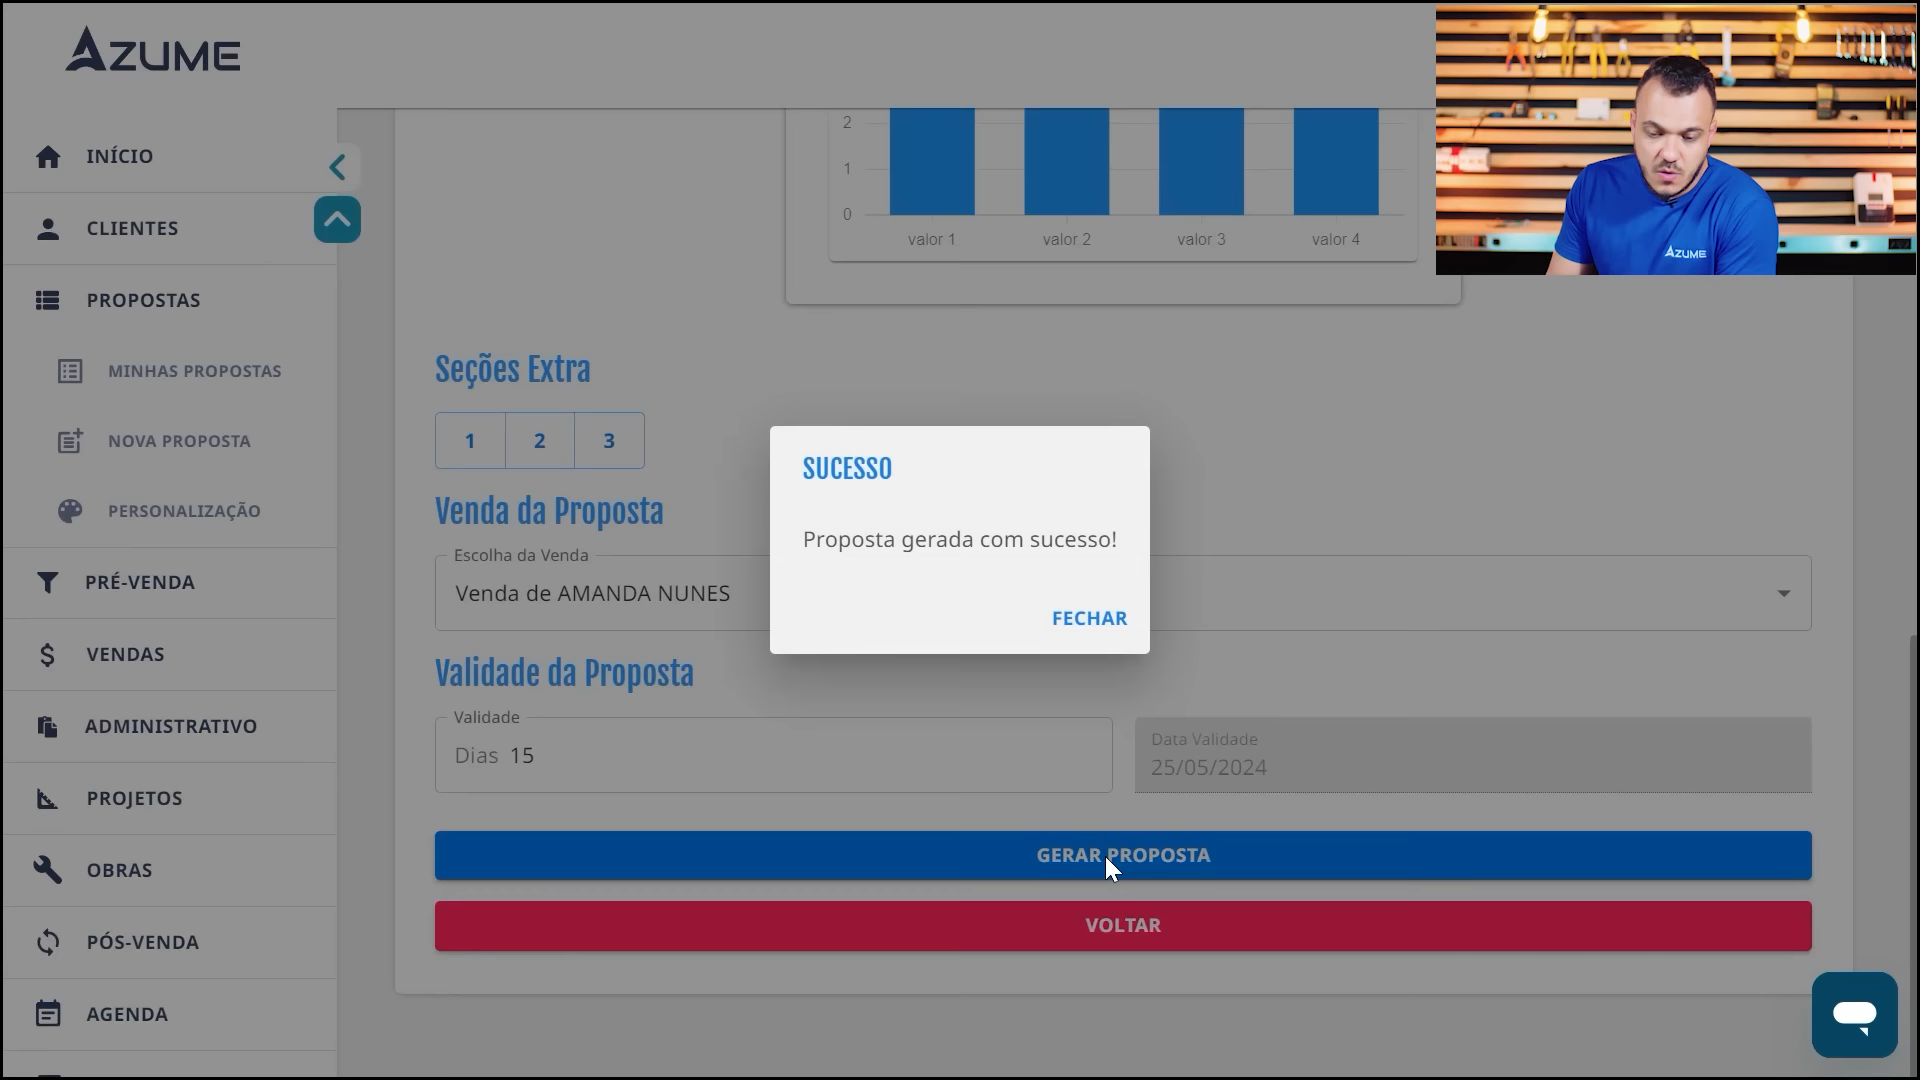 AZUME
INÍCIO
CLIENTES
PROPOSTAS
MINHAS PROPOSTAS
NOVA PROPOSTA
PERSONALIZAÇÃO
PRÉ-VENDA
VENDAS
ADMINISTRATIVO
PROJETOS
OBRAS
PÓS-VENDA
AGENDA
2
1
0
valor 1 valor 2 valor 3 valor 4
AZUME
Seções Extra
1 2 3
Venda da Proposta
Escolha da Venda
Venda de AMANDA NUNES
SUCESSO
Proposta gerada com sucesso!
FECHAR
Validade da Proposta
Validade
Dias 15
Data Validade
25/05/2024
GERAR PROPOSTA
VOLTAR